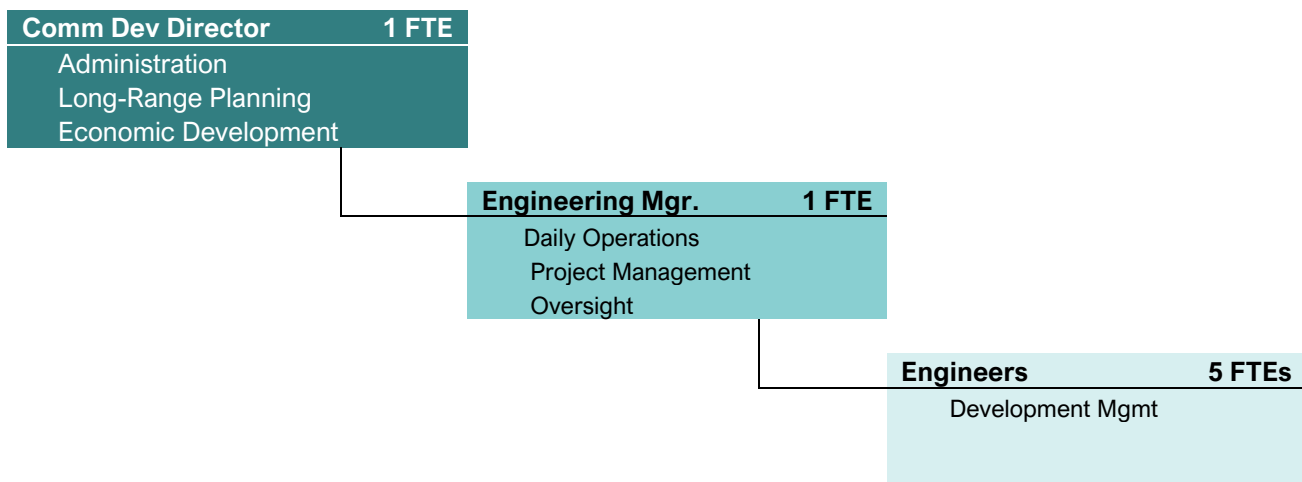 Comm Dev Director 1 FTE
Administration
Long-Range Planning
Economic Development
Engineering Mgr. 1 FTE
Daily Operations
Project Management
Oversight
Engineers 5 FTEs
Development Mgmt